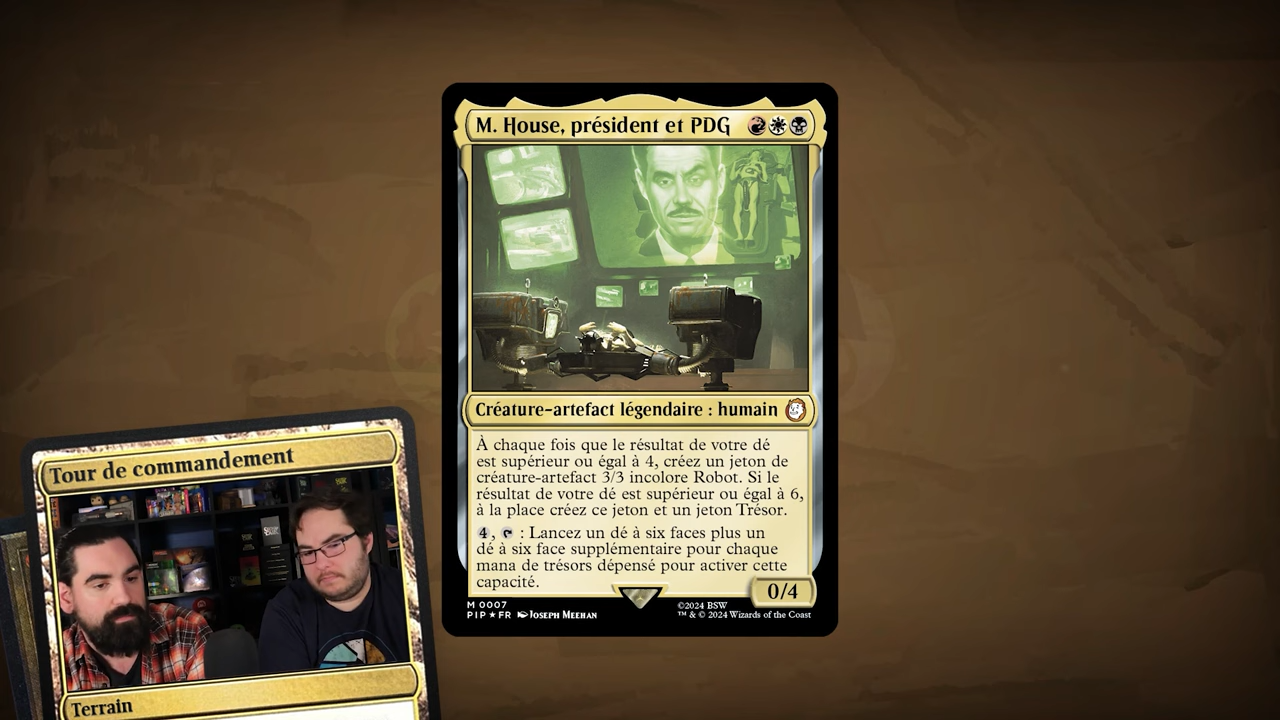 M. House, président et PDG
Créature-artefact légendaire : humain
À chaque fois que le résultat de votre dé
est supérieur ou égal à 4, créez un jeton de
créature-artefact 3/3 incolore Robot. Si le
résultat de votre dé est supérieur ou égal à 6,
à la place créez ce jeton et un jeton Trésor.
4, : Lancez un dé à six faces plus un
dé à six face supplémentaire pour chaque
mana de trésors dépensé pour activer cette
capacité.
0/4
M 0007
PIP ★ FR Joseph Meehan
©2024 BSW
™ & © 2024 Wizards of the Coast
Tour de commandement
Terrain